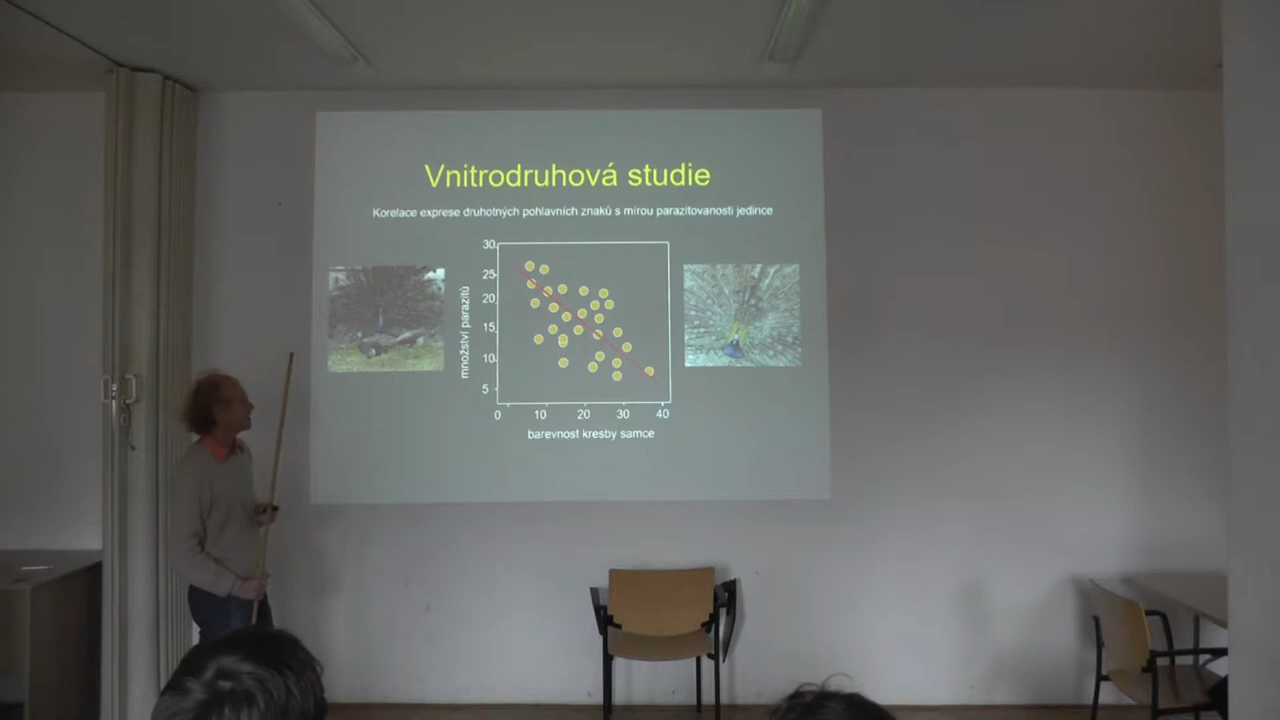 Vnitrodruhová studie
Korelace exprese druhotných pohlavních znaků s mírou parazitovanosti jedince
30
25
20
15
10
5
množství parazitů
0 10 20 30 40
barevnost kresby samce